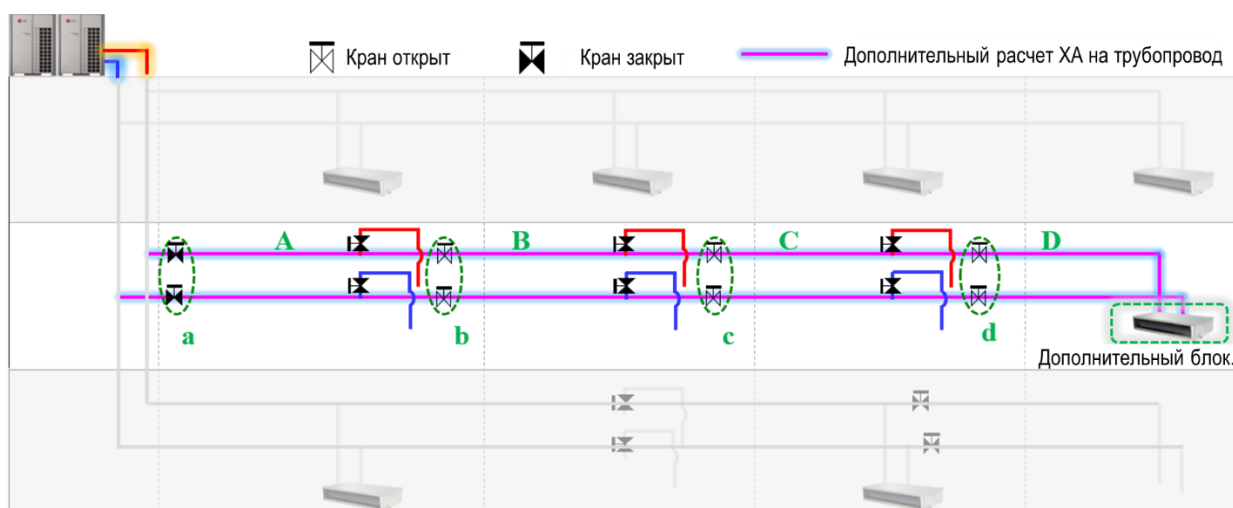 Кран открыт
Кран закрыт
Дополнительный расчет ХА на трубопровод
A
B
C
D
a
b
c
d
Дополнительный блок.